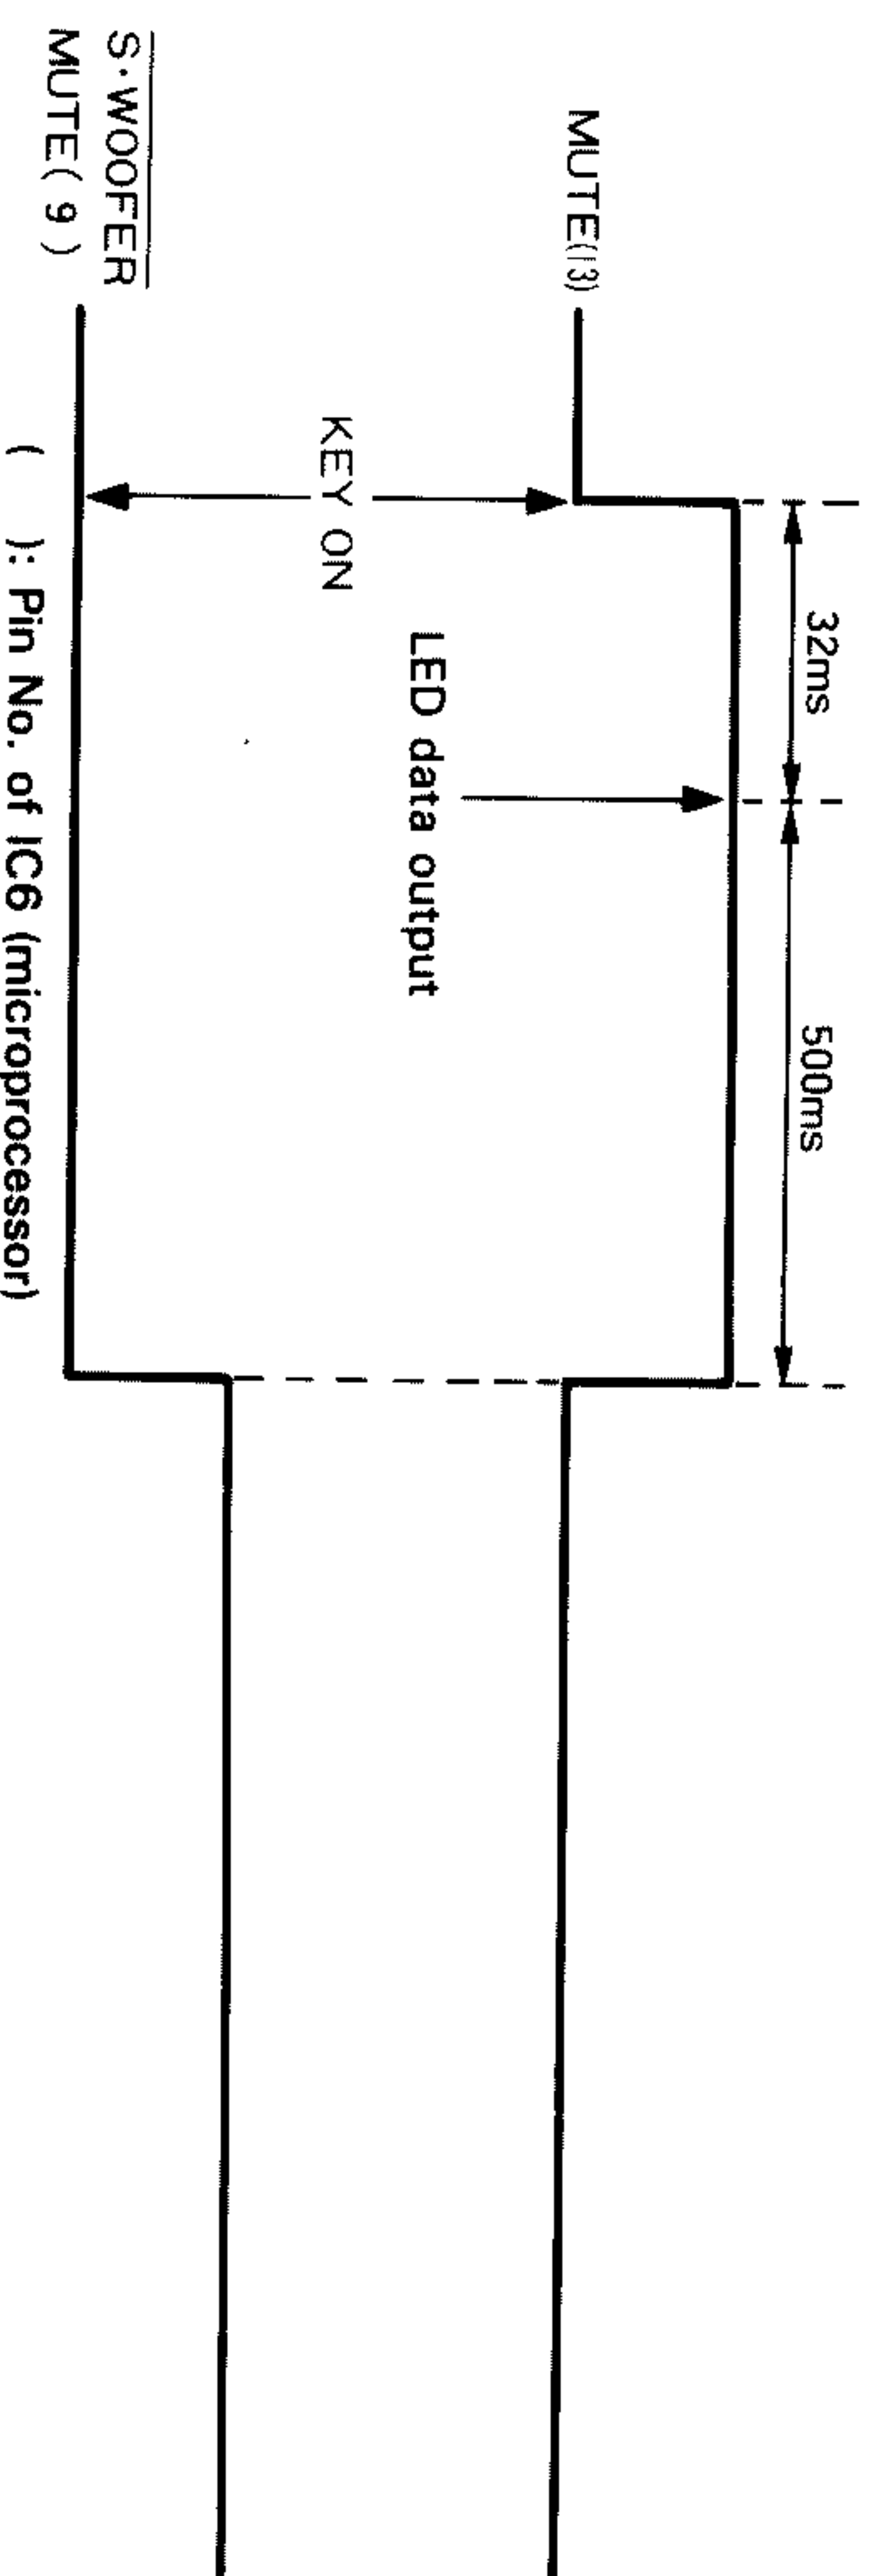 32ms
500ms
MUTE(13)
LED data output
KEY ON
S·WOOFER
MUTE( 9 )
( ): Pin No. of IC6 (microprocessor)